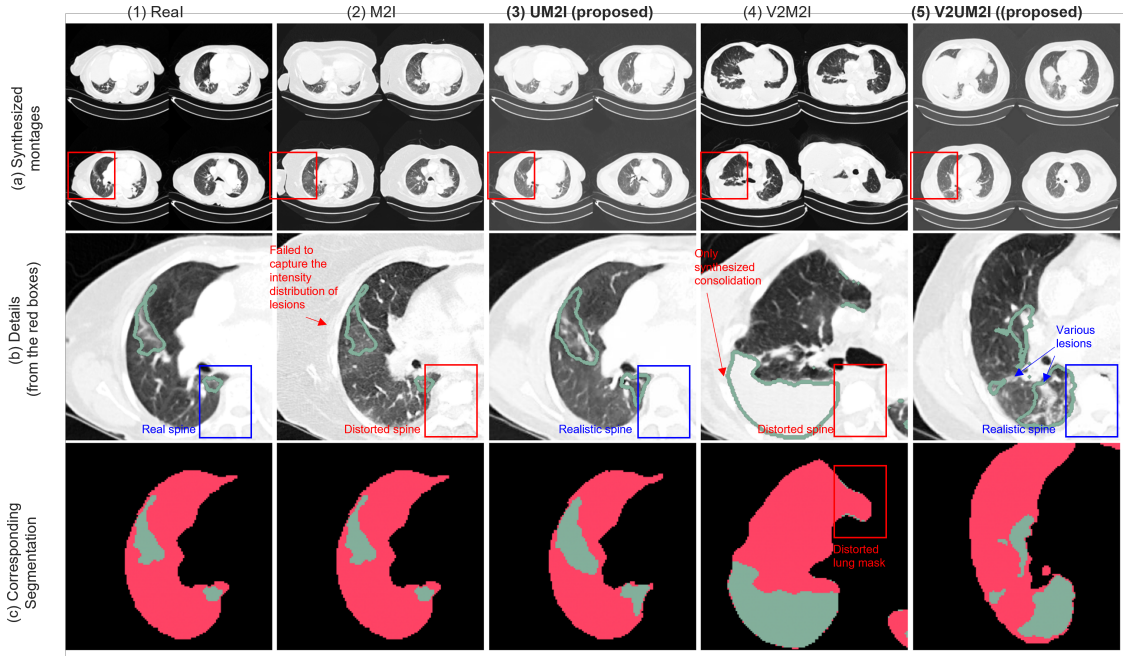 (1) Real
(2) M2I
(3) UM2I (proposed)
(4) V2M2I
(5) V2UM2I ((proposed)
(a) Synthesized
montages
(b) Details
(from the red boxes)
Failed to
capture the
intensity
distribution of
lesions
Only
synthesized
consolidation
Various
lesions
Real spine
Distorted spine
Realistic spine
Distorted spine
Realistic spine
(c) Corresponding
Segmentation
Distorted
lung mask